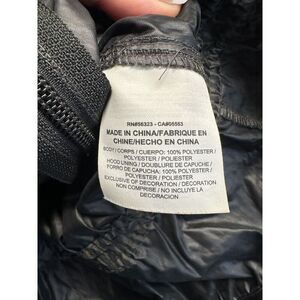 RN#56323 - CA#05553
MADE IN CHINA/FABRIQUE EN
CHINE/HECHO EN CHINA
BODY / CORPS / CUERPO: 100% POLYESTER /
POLYESTER / POLIESTER
HOOD LINING / DOUBLURE DE CAPUCHE /
FORRO DE CAPUCHA: 100% POLYESTER /
POLYESTER / POLIESTER
EXCLUSIVE OF DECORATION / DECORATION
NON COMPRISE / NO INCLUYE LA
DECORACION